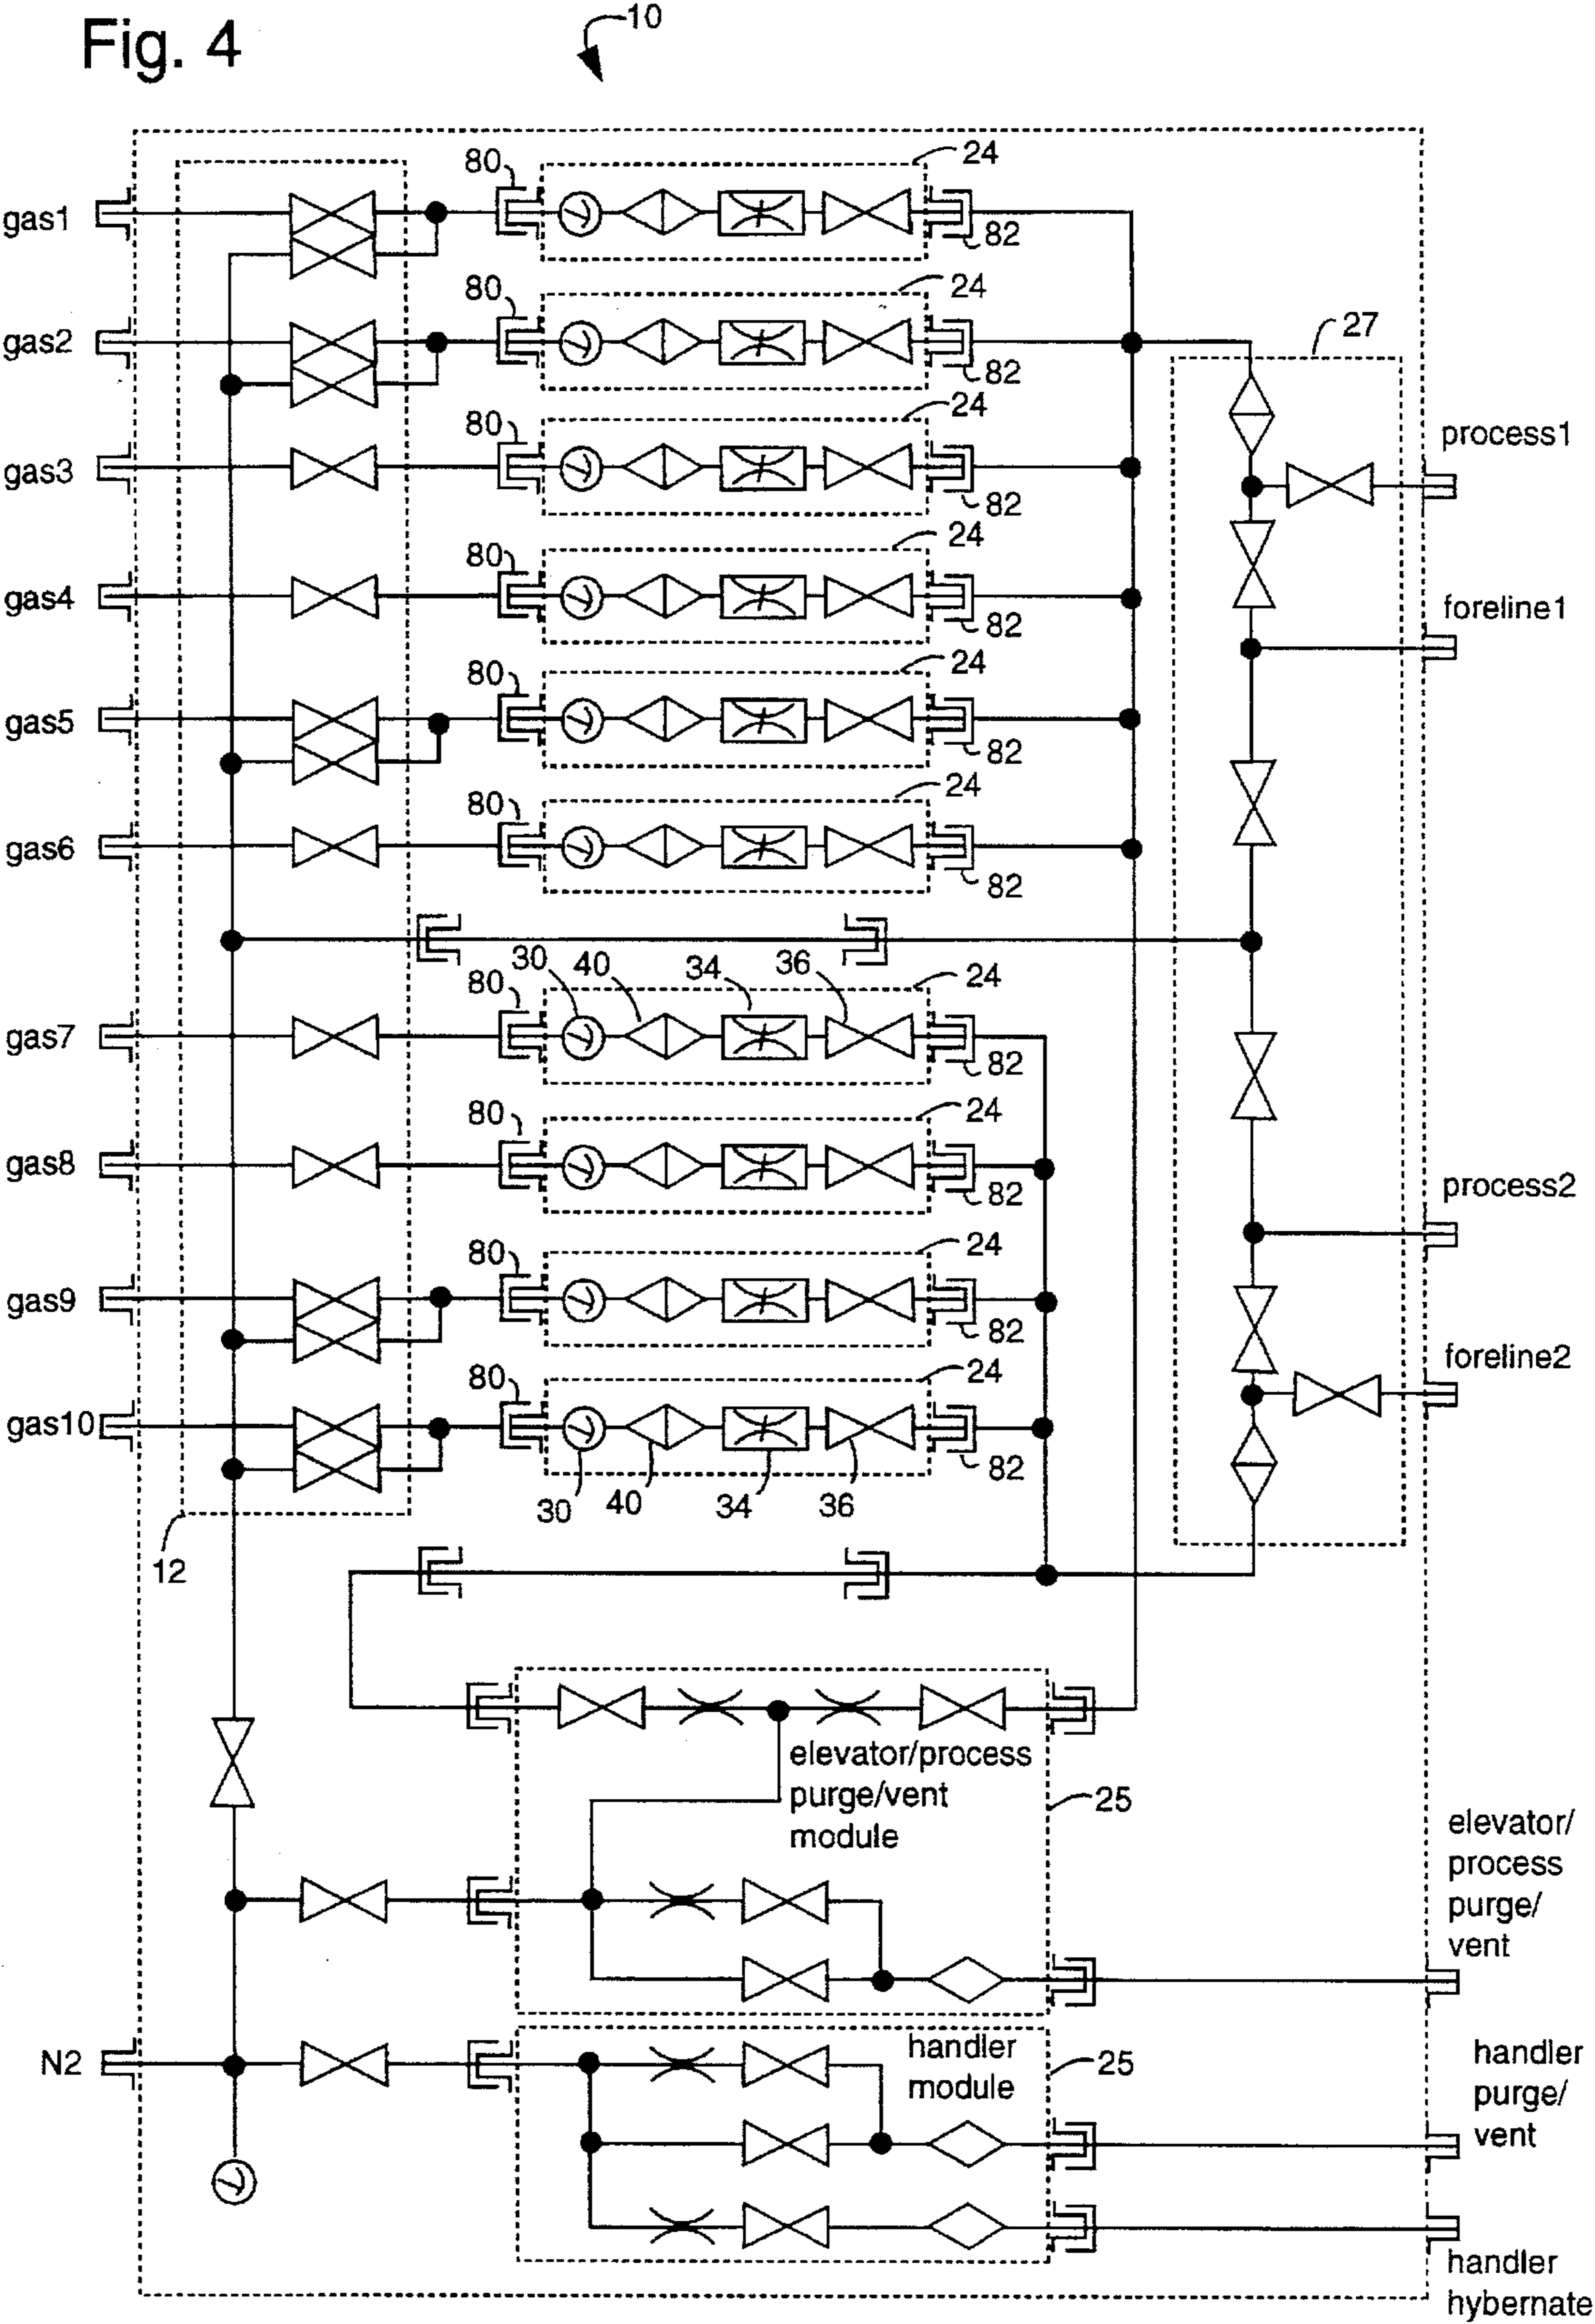 Fig. 4
10
80
24
gas1
82
80
24
gas2
82
27
80
24
gas3
82
process1
80
24
gas4
82
foreline1
80
24
gas5
82
80
24
gas6
82
30
40
34
36
80
24
gas7
82
80
24
gas8
82
process2
80
24
gas9
82
foreline2
80
24
gas10
82
30
40
34
36
12
elevator/process
purge/vent
module
25
elevator/
process
purge/
vent
N2
handler
module
25
handler
purge/
vent
handler
hybernate